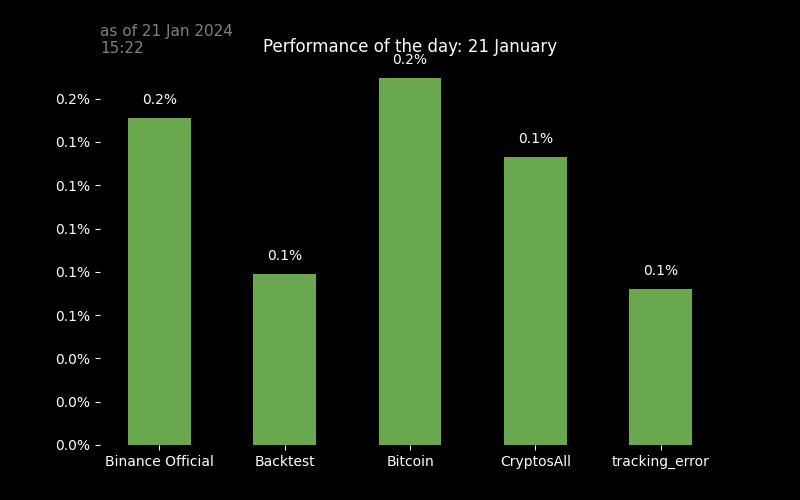 as of 21 Jan 2024
15:22
Performance of the day: 21 January
0.2%
0.2%
0.2%
0.1%
0.1%
0.1%
0.1%
0.1%
0.1%
0.1%
0.1%
0.0%
0.0%
0.0%
Binance Official
Backtest
Bitcoin
CryptosAll
tracking_error